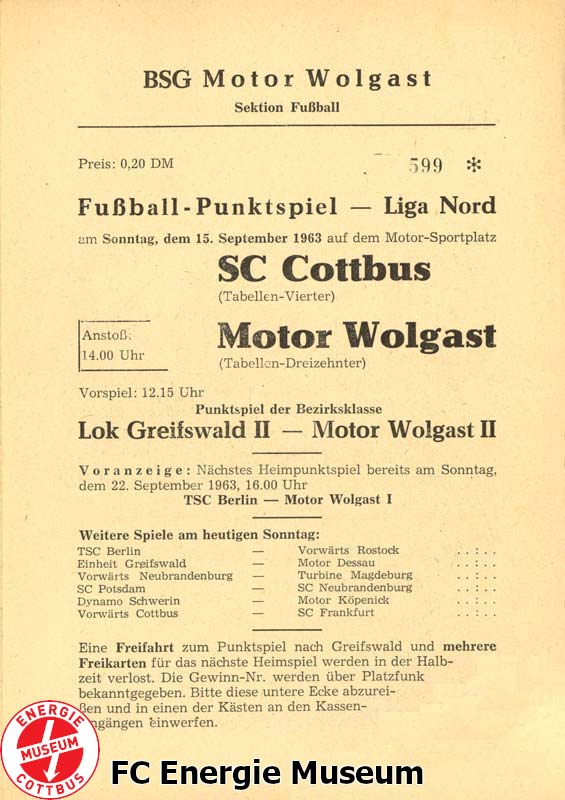 BSG Motor Wolgast
Sektion Fußball
Preis: 0,20 DM
599 *
Fußball-Punktspiel — Liga Nord
am Sonntag, dem 15. September 1963 auf dem Motor-Sportplatz
SC Cottbus
(Tabellen-Vierter)
Anstoß:
14.00 Uhr
Motor Wolgast
(Tabellen-Dreizehnter)
Vorspiel: 12.15 Uhr
Punktspiel der Bezirksklasse
Lok Greifswald II — Motor Wolgast II
Voranzeige: Nächstes Heimpunktspiel bereits am Sonntag,
dem 22. September 1963, 16.00 Uhr
TSC Berlin — Motor Wolgast I
Weitere Spiele am heutigen Sonntag:
TSC Berlin — Vorwärts Rostock . . : . .
Einheit Greifswald — Motor Dessau . . : . .
Vorwärts Neubrandenburg — Turbine Magdeburg . . : . .
SC Potsdam — SC Neubrandenburg . . : . .
Dynamo Schwerin — Motor Köpenick . . : . .
Vorwärts Cottbus — SC Frankfurt . . : . .
Eine Freifahrt zum Punktspiel nach Greifswald und mehrere
Freikarten für das nächste Heimspiel werden in der Halb-
zeit verlost. Die Gewinn-Nr. werden über Platzfunk
bekanntgegeben. Bitte diese untere Ecke abzurei-
ßen und in einen der Kästen an den Kassen-
ngängen einwerfen.
ENERGIE
MUSEUM
COTTBUS
FC Energie Museum